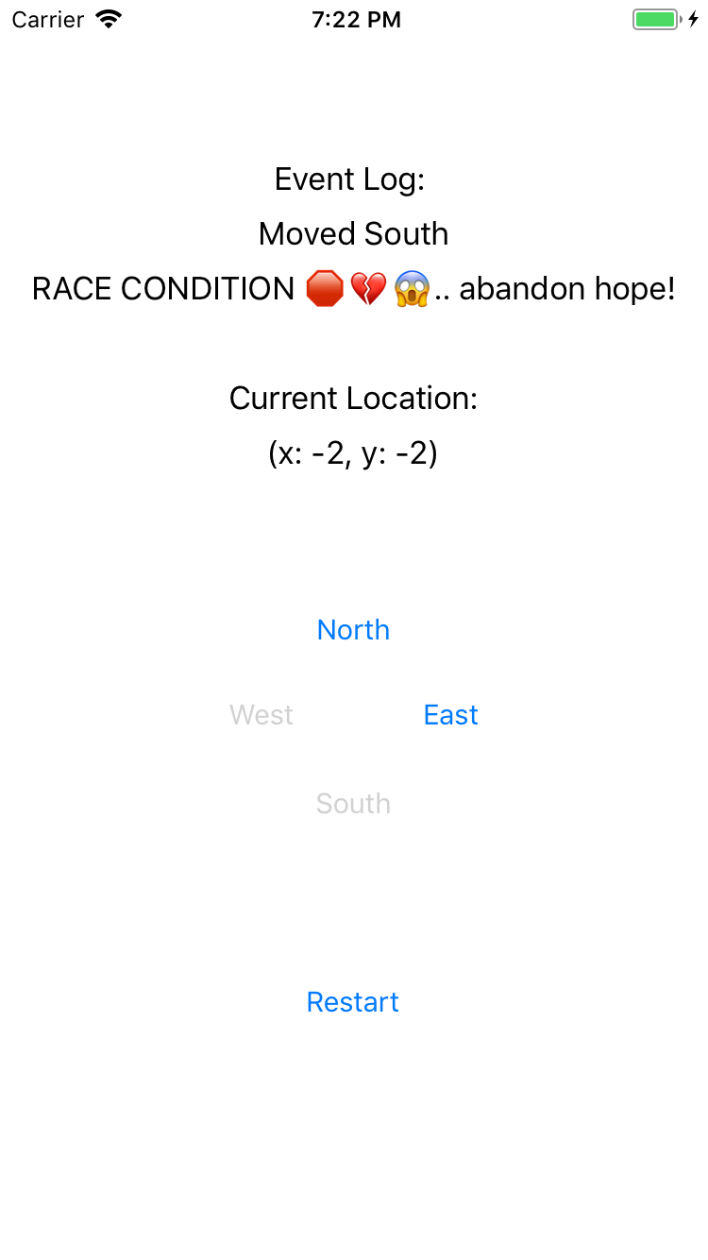 Carrier 7:22 PM
Event Log:
Moved South
RACE CONDITION 🛑💔😱.. abandon hope!
Current Location:
(x: -2, y: -2)
North
West East
South
Restart